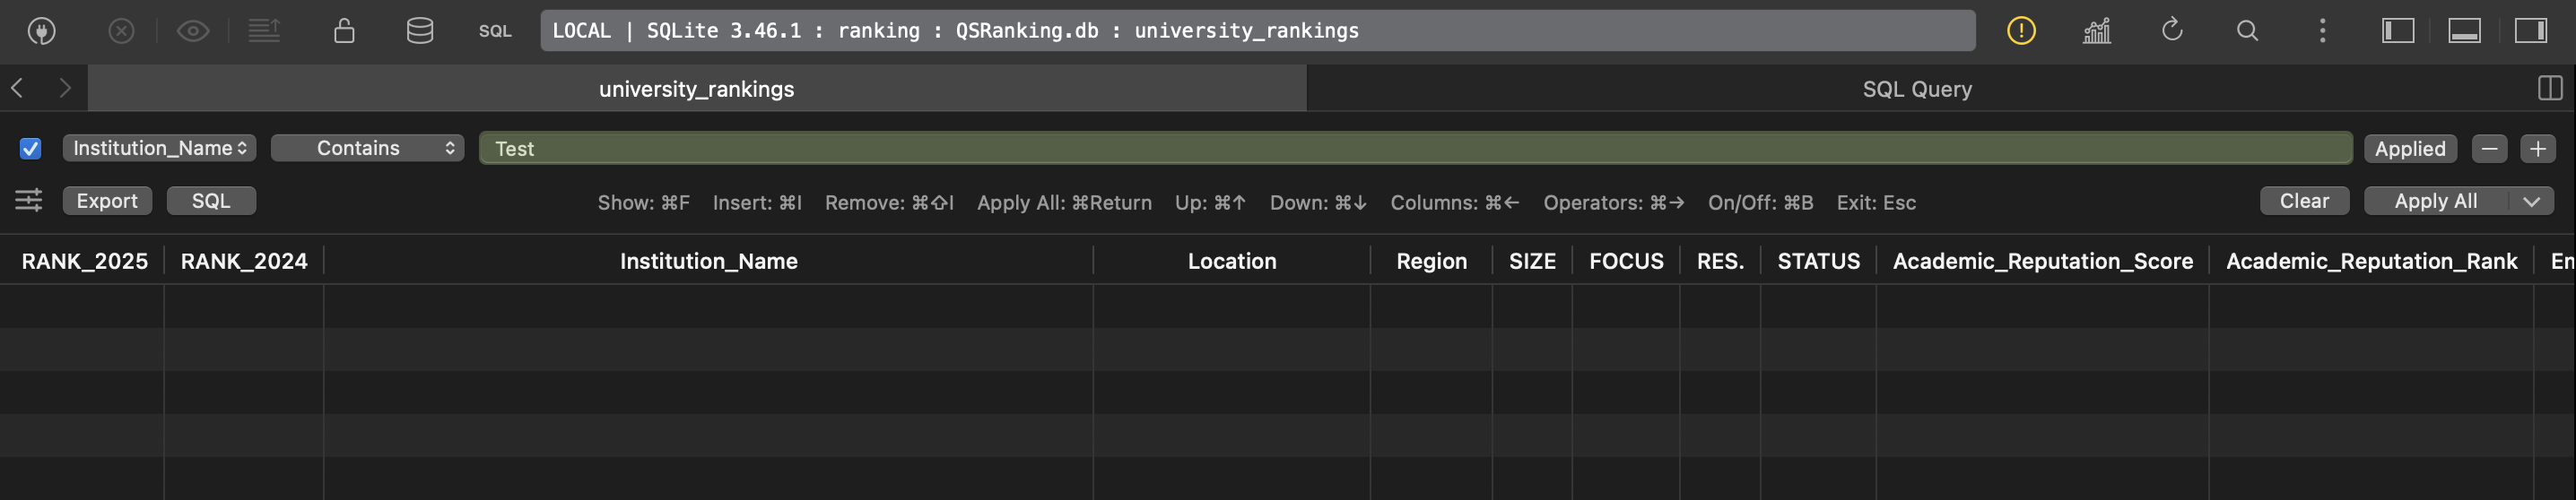 SQL LOCAL | SQLite 3.46.1 : ranking : QSRanking.db : university_rankings
university_rankings SQL Query
Institution_Name Contains Test Applied
Export SQL Show: ⌘F Insert: ⌘I Remove: ⌘⇧I Apply All: ⌘Return Up: ⌘↑ Down: ⌘↓ Columns: ⌘← Operators: ⌘→ On/Off: ⌘B Exit: Esc Clear Apply All
RANK_2025 RANK_2024 Institution_Name Location Region SIZE FOCUS RES. STATUS Academic_Reputation_Score Academic_Reputation_Rank